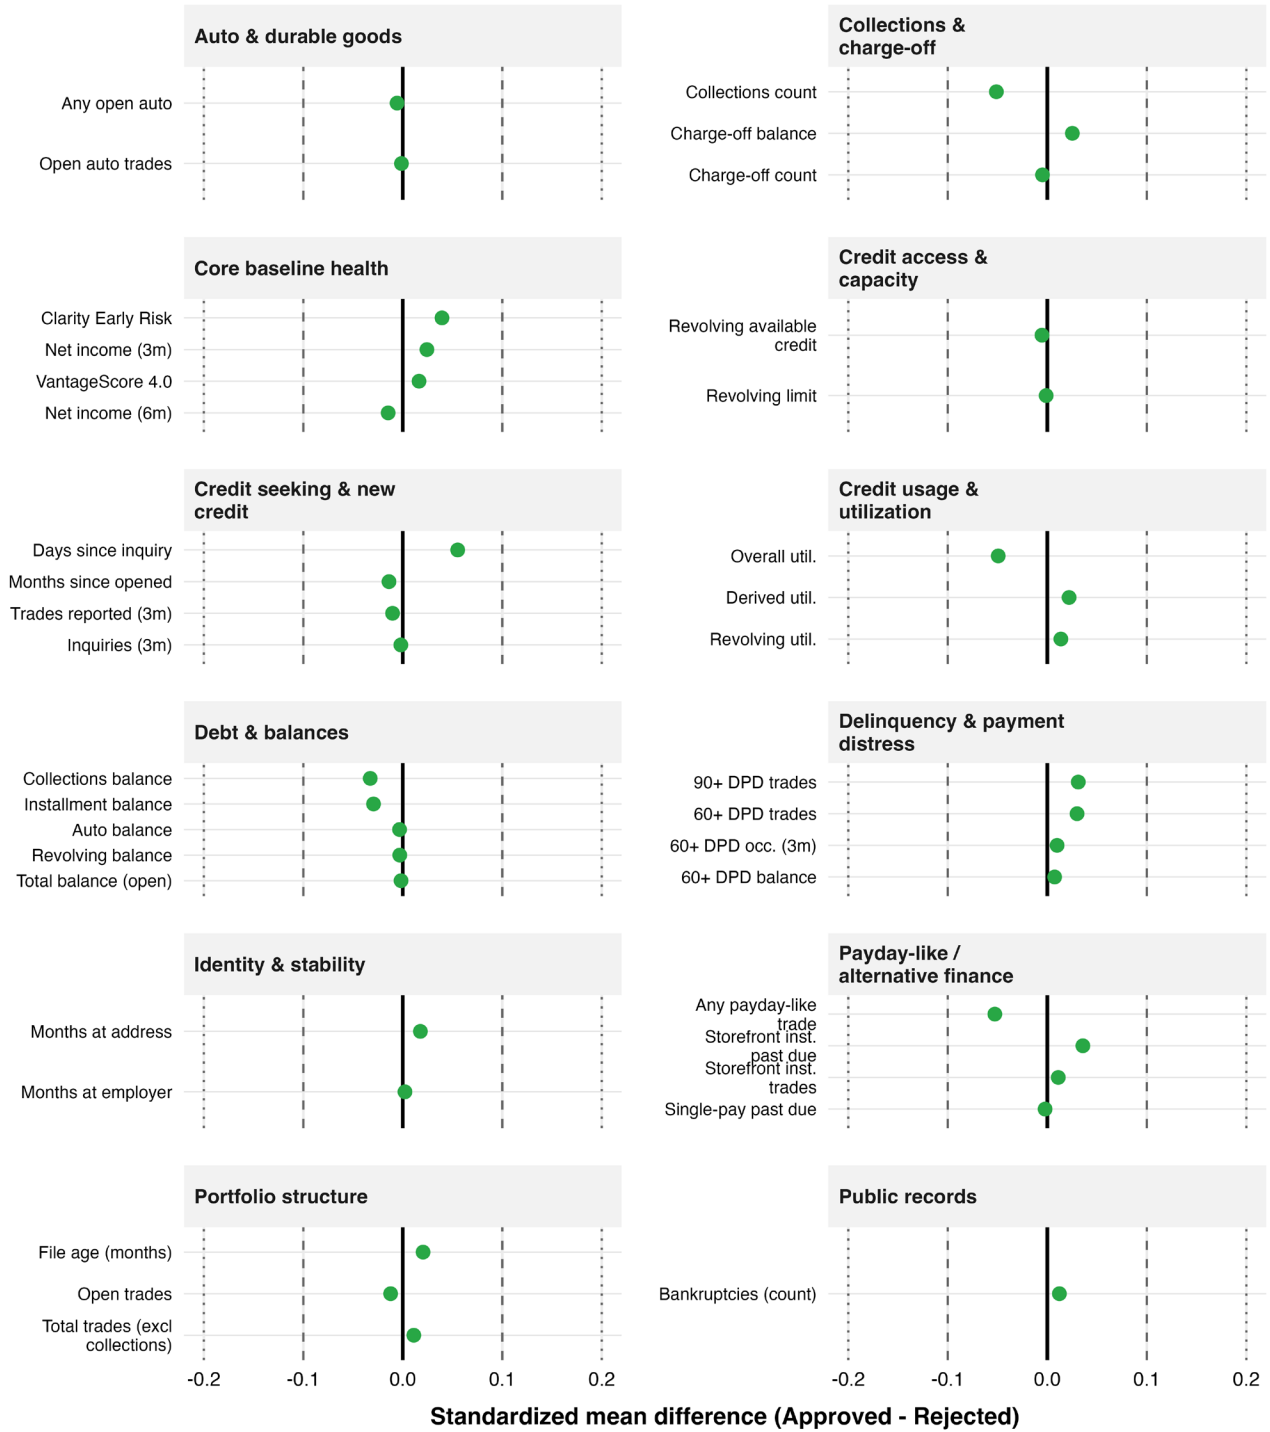 Auto & durable goods
Any open auto
Open auto trades
Collections &
charge-off
Collections count
Charge-off balance
Charge-off count
Core baseline health
Clarity Early Risk
Net income (3m)
VantageScore 4.0
Net income (6m)
Credit access &
capacity
Revolving available
credit
Revolving limit
Credit seeking & new
credit
Days since inquiry
Months since opened
Trades reported (3m)
Inquiries (3m)
Credit usage &
utilization
Overall util.
Derived util.
Revolving util.
Debt & balances
Collections balance
Installment balance
Auto balance
Revolving balance
Total balance (open)
Delinquency & payment
distress
90+ DPD trades
60+ DPD trades
60+ DPD occ. (3m)
60+ DPD balance
Identity & stability
Months at address
Months at employer
Payday-like /
alternative finance
Any payday-like
trade
Storefront inst.
past due
Storefront inst.
trades
Single-pay past due
Portfolio structure
File age (months)
Open trades
Total trades (excl
collections)
Public records
Bankruptcies (count)
-0.2 -0.1 0.0 0.1 0.2
-0.2 -0.1 0.0 0.1 0.2
Standardized mean difference (Approved - Rejected)